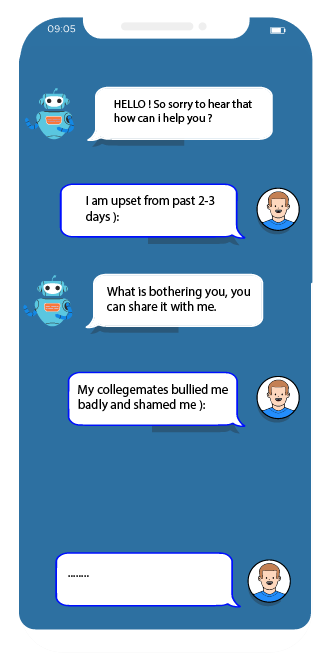 09:05
HELLO ! So sorry to hear that
how can i help you ?
I am upset from past 2-3
days ):
What is bothering you, you
can share it with me.
My collegemates bullied me
badly and shamed me ):
........